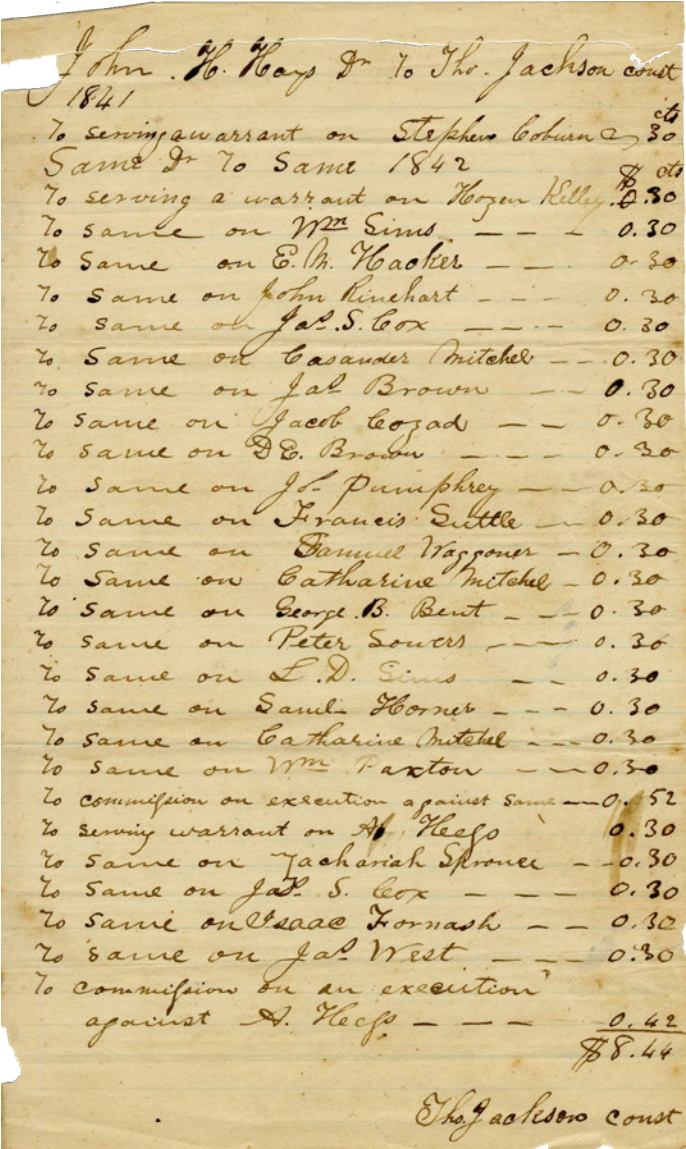 John H. Hays Dr To Tho. Jackson const
1841
cts
To serving a warrant on Stephen Coburn 30
Same Dr To Same 1842 $ cts
To serving a warrant on Hozen Kelley. 0.30
To same on Wm Sims — — — 0.30
To same on E. M. Hacker — — 0.30
To same on John Rinehart - - - 0.30
To same on Jas. S. Cox — — — 0.30
To same on Casander Mitchel — — 0.30
To same on Jas Brown — — 0.30
To same on Jacob Cozad — — 0.30
To same on D E. Brown — — — 0.30
To same on Jo. Pumphrey — — 0.30
To same on Francis Suttle — 0.30
To same on Samuel Waggoner — 0.30
To same on Catharine Mitchel - 0.30
To same on George. B. Bent - - - 0.30
To same on Peter Sowers — — — 0.30
To same on L. D. Sims — — 0.30
To same on Saml Horner - - - 0.30
To same on Catharine Mitchel - - - 0.30
To same on Wm Paxton — — 0.30
To commission on execution against same — 0.52
To serving warrant on A. Hess 0.30
To same on Zachariah Sprouce - - 0.30
To same on Jas. S. Cox — — — 0.30
To same on Isaac Fornash — — 0.30
To same on Jas West — — — 0.30
To commission on an execution
against A. Hess — — — 0.42
$8.44
Tho. Jackson const